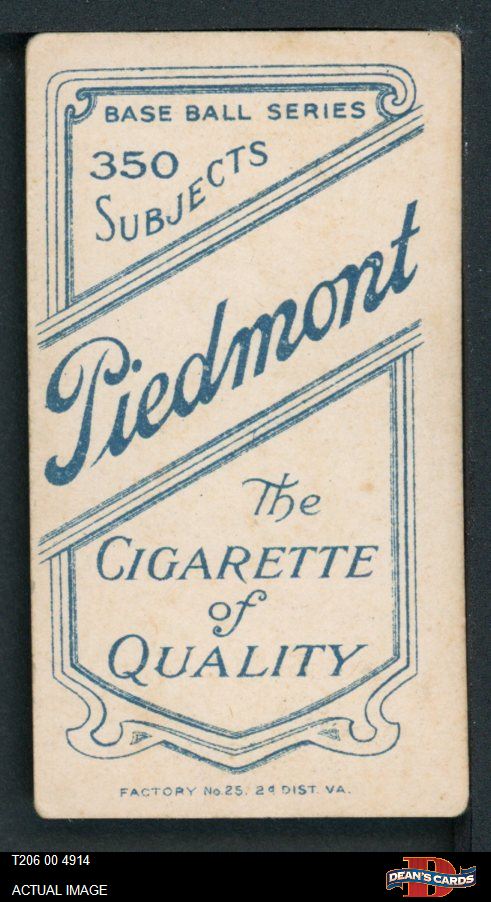 BASE BALL SERIES
350
SUBJECTS
Piedmont
The
CIGARETTE
of
QUALITY
FACTORY No.25. 2d DIST. VA.
T206 00 4914
ACTUAL IMAGE
D
DEAN'S CARDS